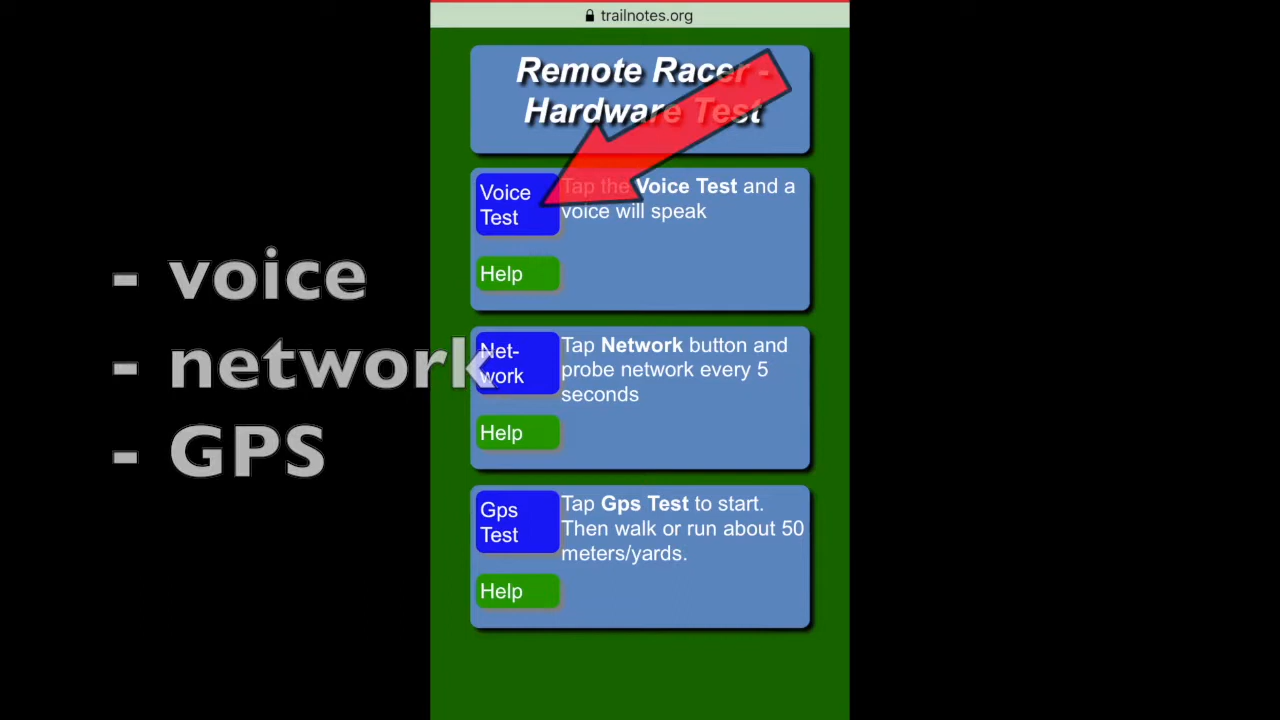 trailnotes.org
Remote Racer -
Hardware Test
Voice
Test
Tap the Voice Test and a
voice will speak
Help
- voice
- network
- GPS
Net-
work
Tap Network button and
probe network every 5
seconds
Help
Gps
Test
Tap Gps Test to start.
Then walk or run about 50
meters/yards.
Help